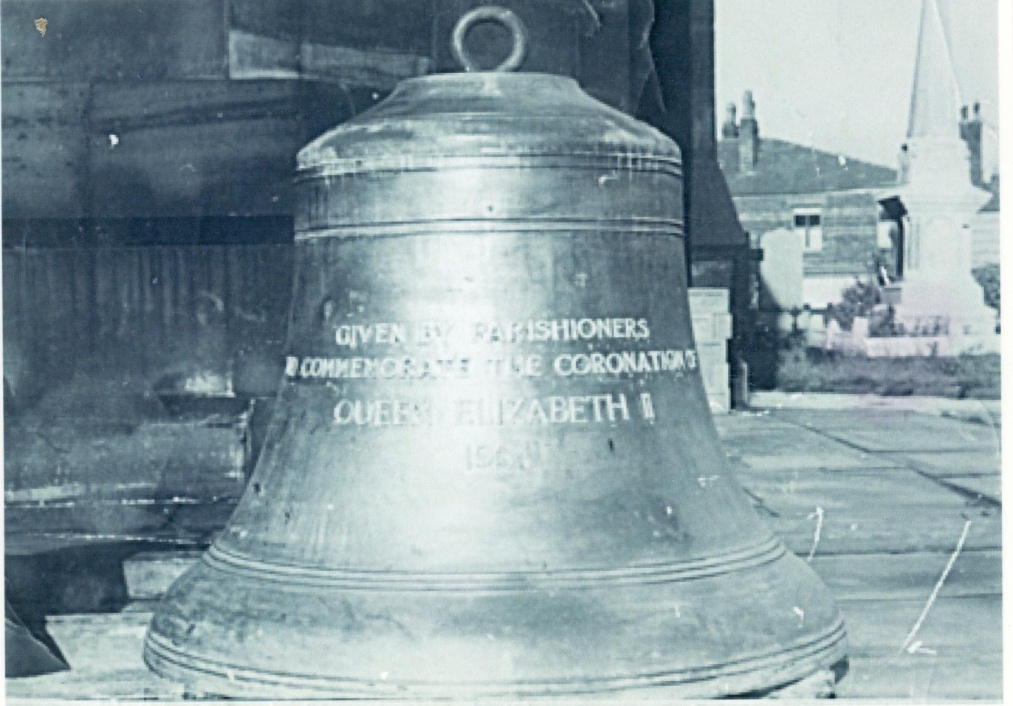 GIVEN BY PARISHIONERS
TO COMMEMORATE THE CORONATION OF
QUEEN ELIZABETH II